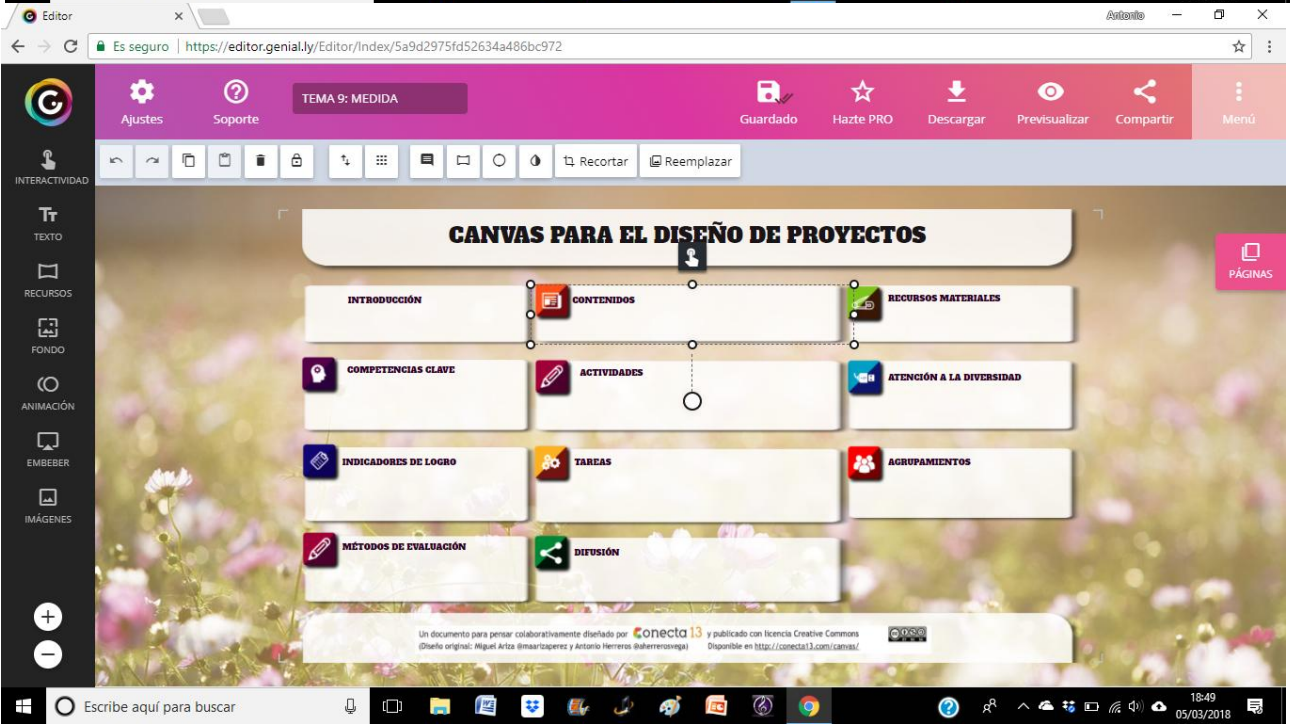 Editor
Antonio
Es seguro | https://editor.genial.ly/Editor/Index/5a9d2975fd52634a486bc972
Ajustes
Soporte
TEMA 9: MEDIDA
Guardado
Hazte PRO
Descargar
Previsualizar
Compartir
Menú
Recortar
Reemplazar
INTERACTIVIDAD
TEXTO
RECURSOS
FONDO
ANIMACIÓN
EMBEBER
IMÁGENES
PÁGINAS
CANVAS PARA EL DISEÑO DE PROYECTOS
INTRODUCCIÓN
CONTENIDOS
RECURSOS MATERIALES
COMPETENCIAS CLAVE
ACTIVIDADES
ATENCIÓN A LA DIVERSIDAD
INDICADORES DE LOGRO
TAREAS
AGRUPAMIENTOS
MÉTODOS DE EVALUACIÓN
DIFUSIÓN
Un documento para pensar colaborativamente diseñado por Conecta13 y publicado con licencia Creative Commons
(Diseño original: Miguel Ariza @maarizaperez y Antonio Herreros @aherrerosvega) Disponible en http://conecta13.com/canvas/
Escribe aquí para buscar
18:49
05/03/2018